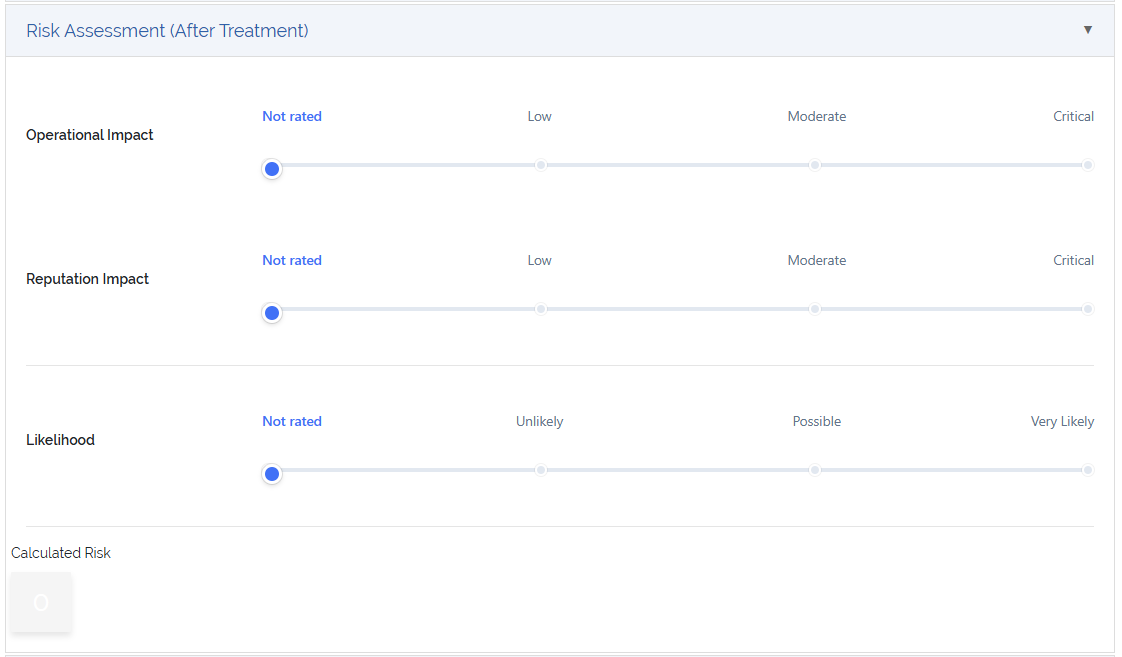 Risk Assessment (After Treatment) ▼
Operational Impact
Not rated Low Moderate Critical
Reputation Impact
Not rated Low Moderate Critical
Likelihood
Not rated Unlikely Possible Very Likely
Calculated Risk
0